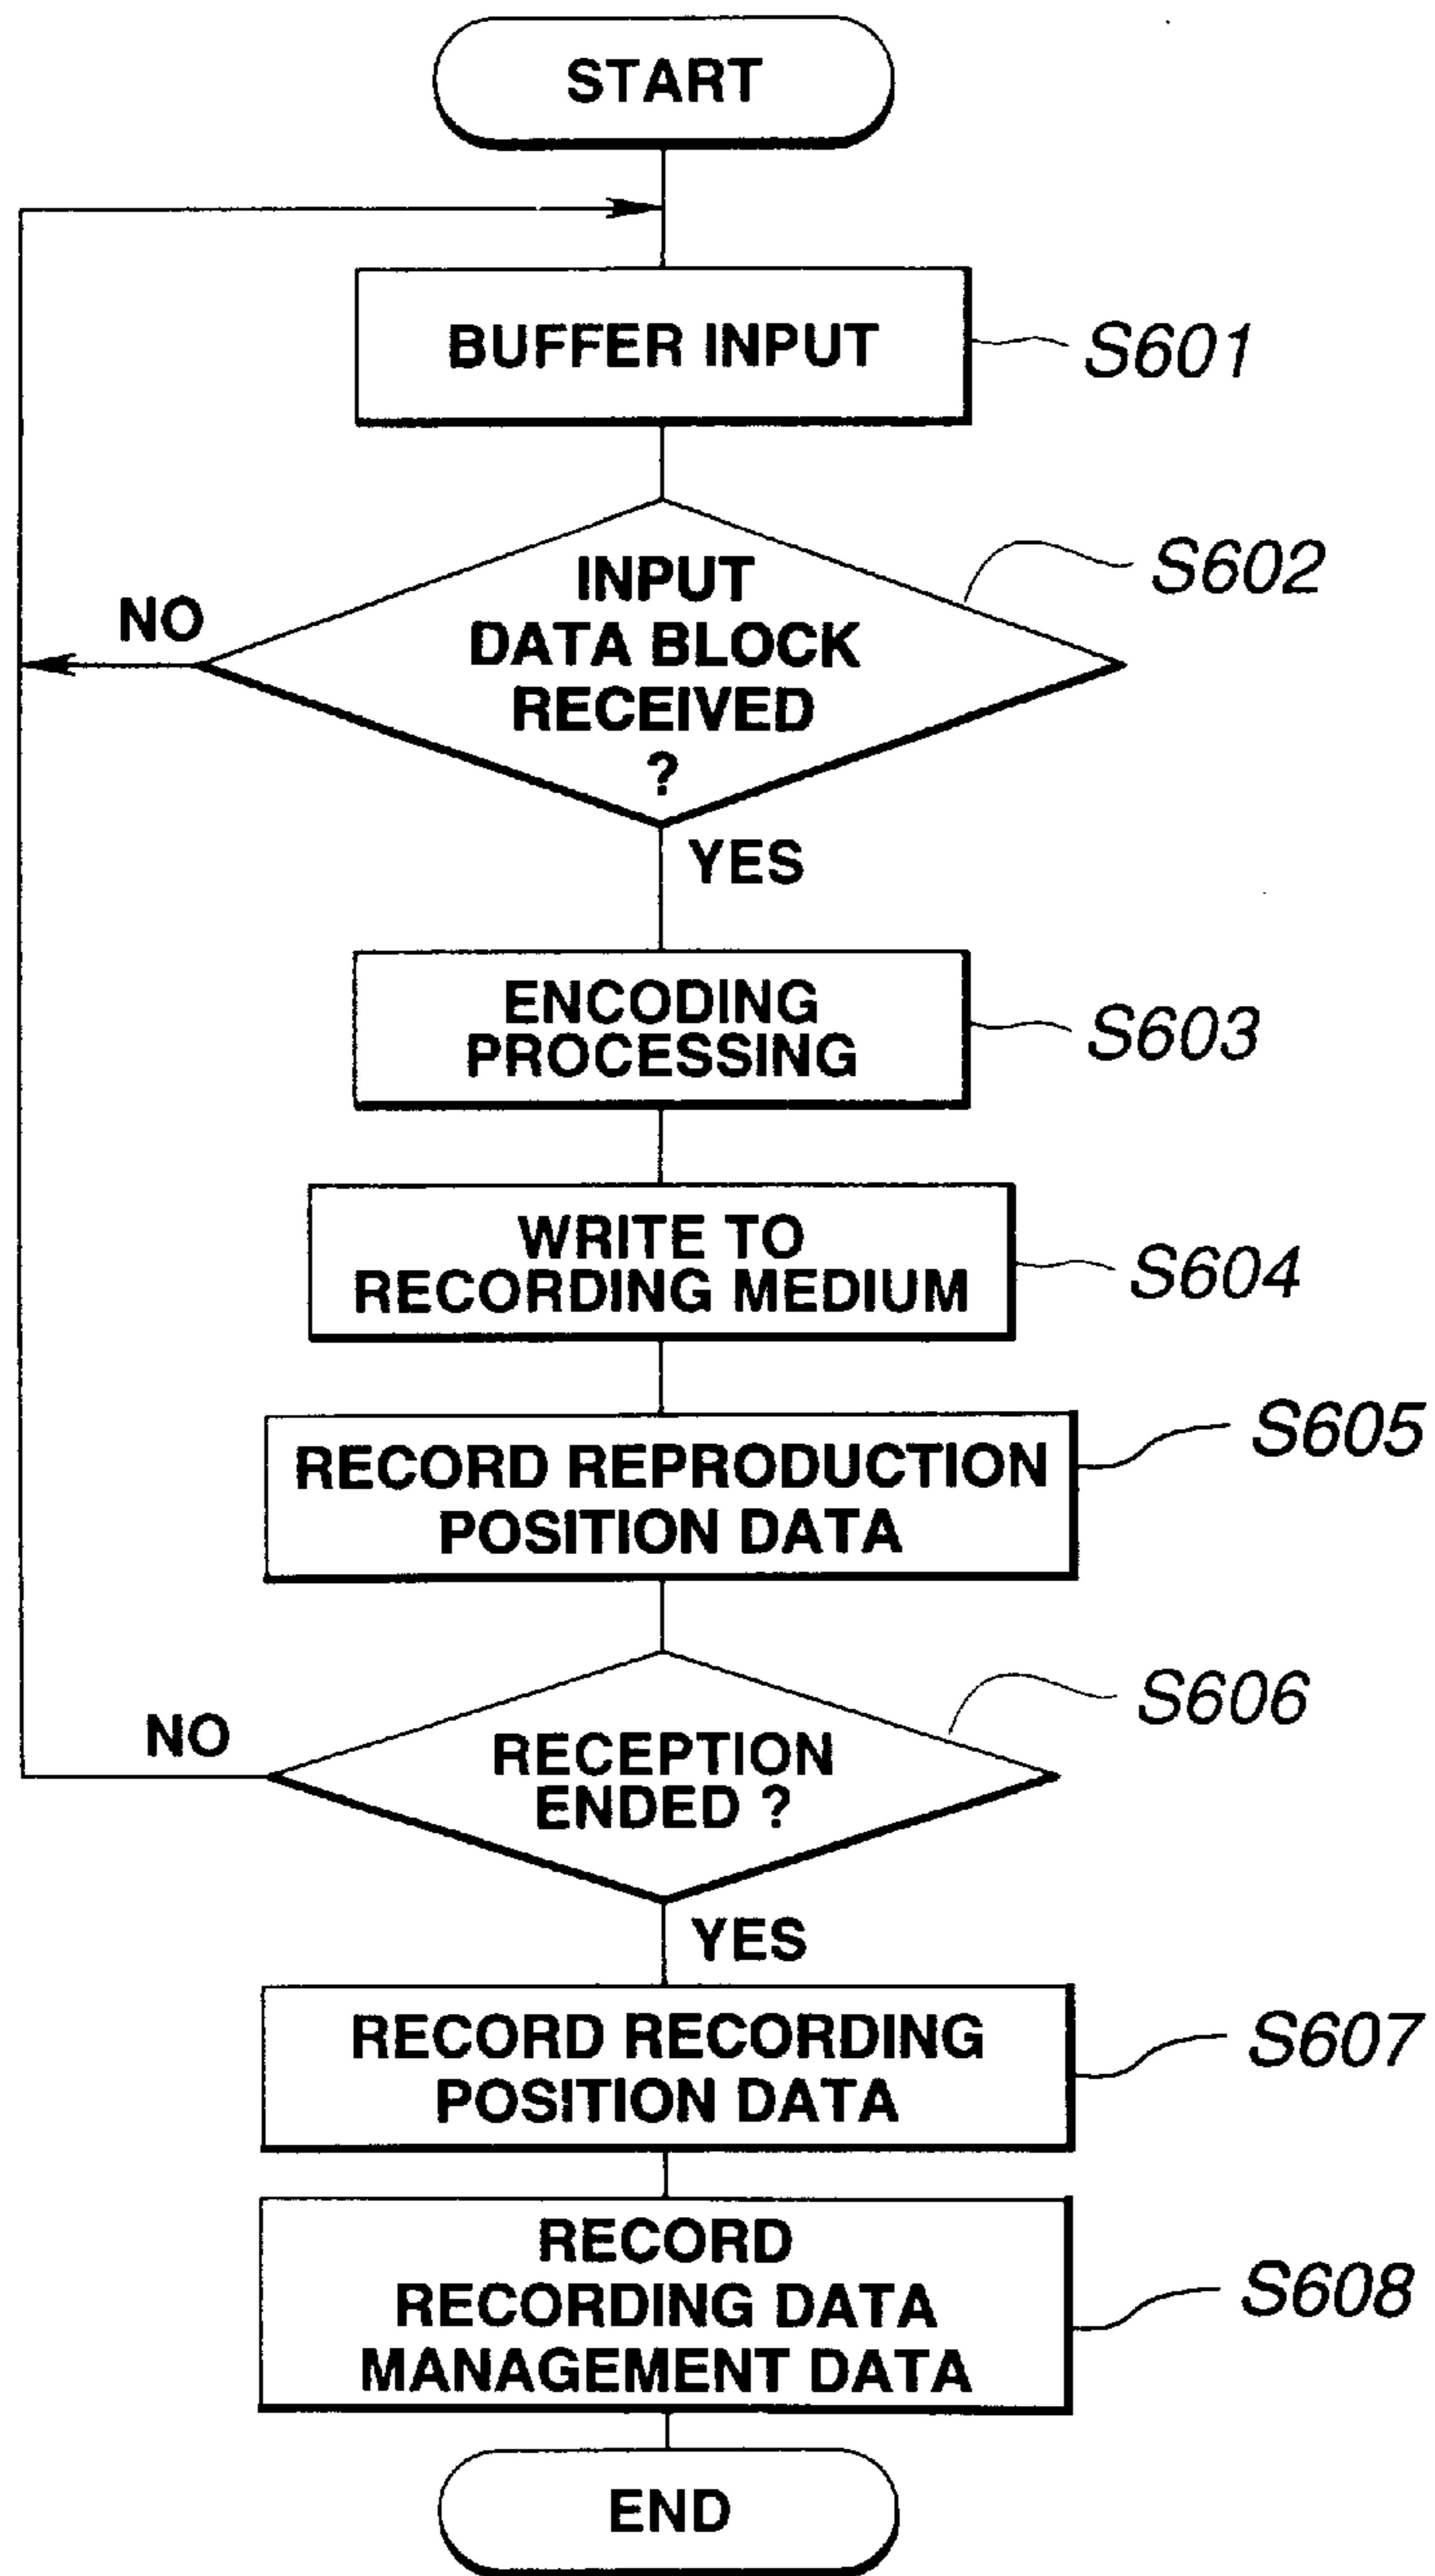 START
BUFFER INPUT
S601
INPUT
DATA BLOCK
RECEIVED
?
S602
NO
YES
ENCODING
PROCESSING
S603
WRITE TO
RECORDING MEDIUM
S604
RECORD REPRODUCTION
POSITION DATA
S605
RECEPTION
ENDED ?
S606
NO
YES
RECORD RECORDING
POSITION DATA
S607
RECORD
RECORDING DATA
MANAGEMENT DATA
S608
END